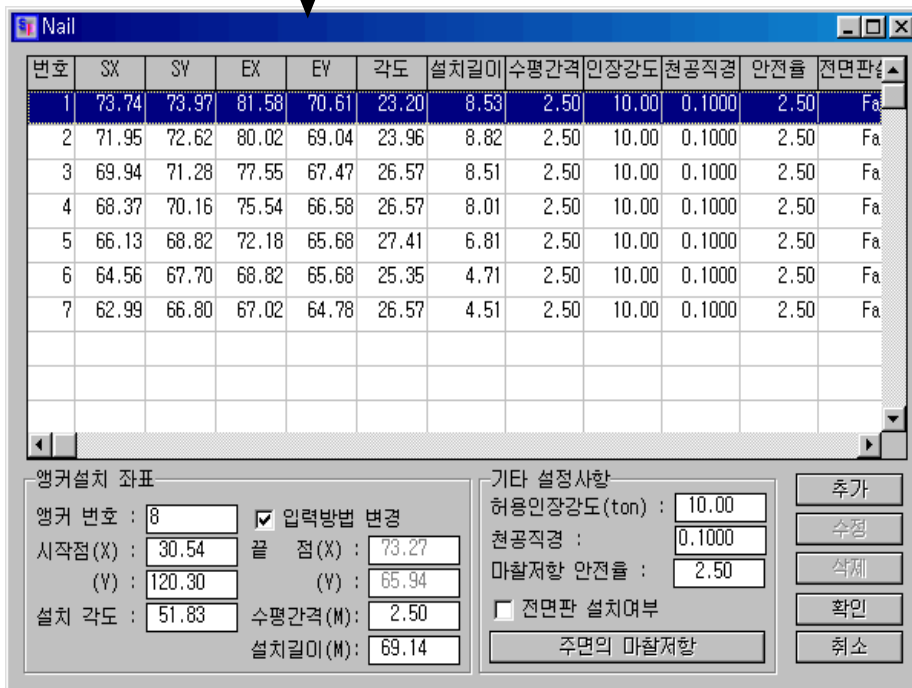 Nail
번호 SX SY EX EY 각도 설치길이 수평간격 인장강도 천공직경 안전율 전면판설
1 73.74 73.97 81.58 70.61 23.20 8.53 2.50 10.00 0.1000 2.50 Fa
2 71.95 72.62 80.02 69.04 23.96 8.82 2.50 10.00 0.1000 2.50 Fa
3 69.94 71.28 77.55 67.47 26.57 8.51 2.50 10.00 0.1000 2.50 Fa
4 68.37 70.16 75.54 66.58 26.57 8.01 2.50 10.00 0.1000 2.50 Fa
5 66.13 68.82 72.18 65.68 27.41 6.81 2.50 10.00 0.1000 2.50 Fa
6 64.56 67.70 68.82 65.68 25.35 4.71 2.50 10.00 0.1000 2.50 Fa
7 62.99 66.80 67.02 64.78 26.57 4.51 2.50 10.00 0.1000 2.50 Fa
앵커설치 좌표
앵커 번호 : 8 입력방법 변경
시작점(X) : 30.54 끝 점(X) : 73.27
(Y) : 120.30 (Y) : 65.94
설치 각도 : 51.83 수평간격(M): 2.50
설치길이(M): 69.14
기타 설정사항
허용인장강도(ton) : 10.00
천공직경 : 0.1000
마찰저항 안전율 : 2.50
전면판 설치여부
주면의 마찰저항
추가
수정
삭제
확인
취소